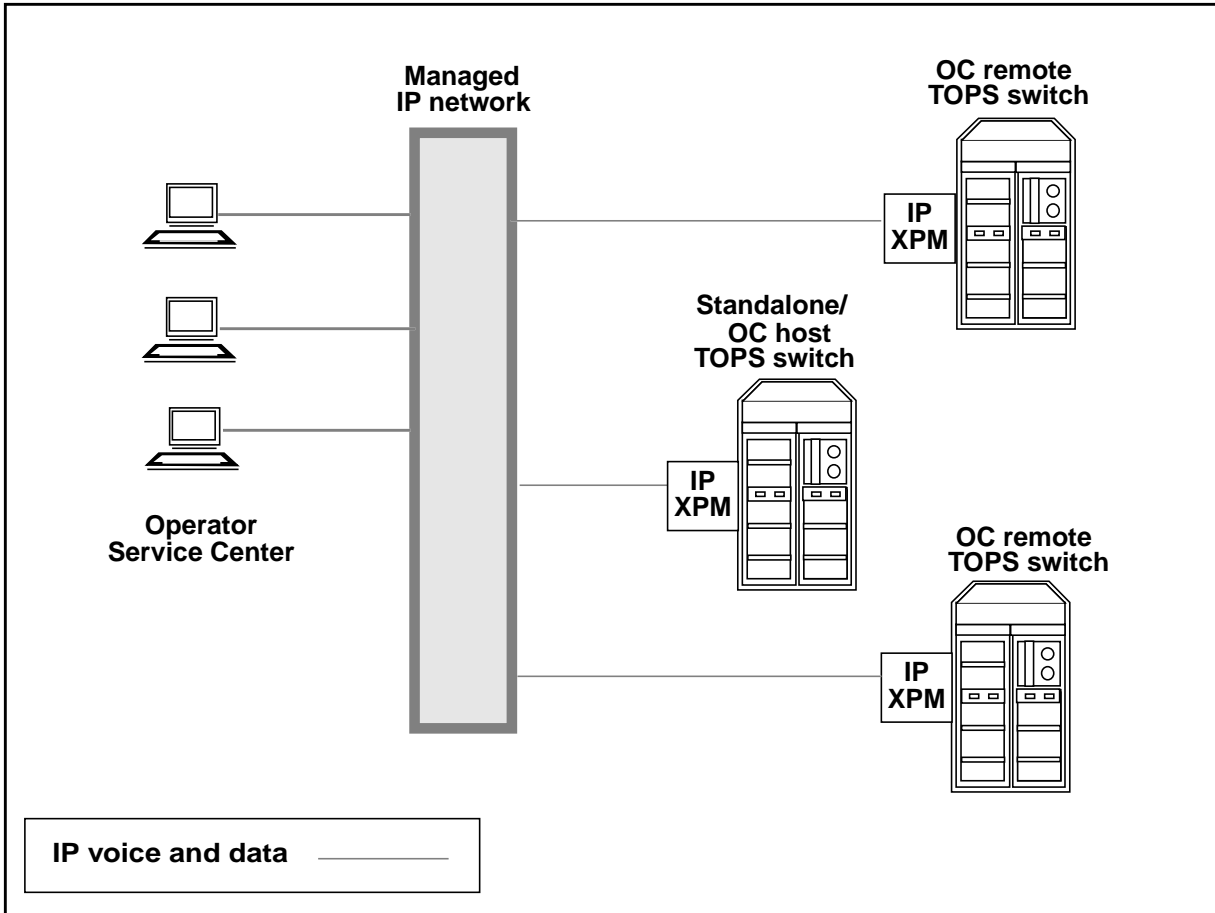 Managed
IP network
OC remote
TOPS switch
IP
XPM
Standalone/
OC host
TOPS switch
IP
XPM
Operator
Service Center
OC remote
TOPS switch
IP
XPM
IP voice and data